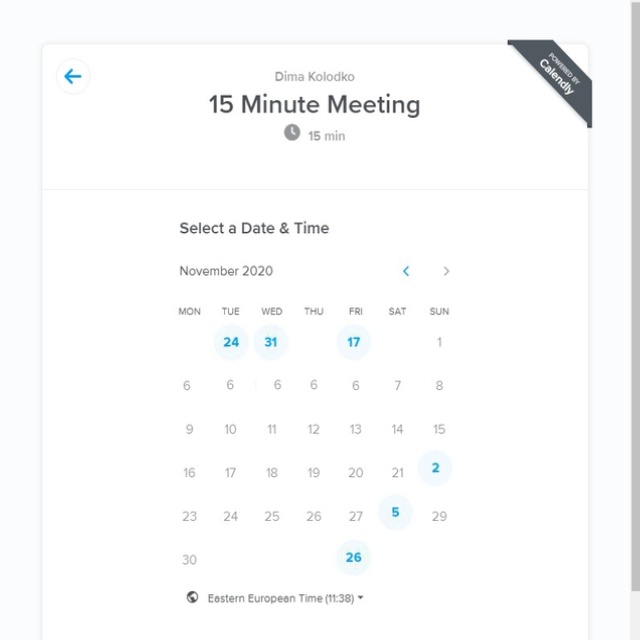 Dima Kolodko
15 Minute Meeting
15 min
POWERED BY
Calendly
Select a Date & Time
November 2020
MON TUE WED THU FRI SAT SUN
24 31 17 1
6 6 6 6 6 7 8
9 10 11 12 13 14 15
16 17 18 19 20 21 2
23 24 25 26 27 5 29
30 26
Eastern European Time (11:38)